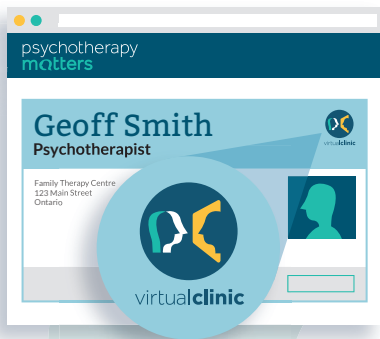 psychotherapy
matters
Geoff Smith
Psychotherapist
virtualclinic
Family Therapy Centre
123 Main Street
Ontario
virtualclinic